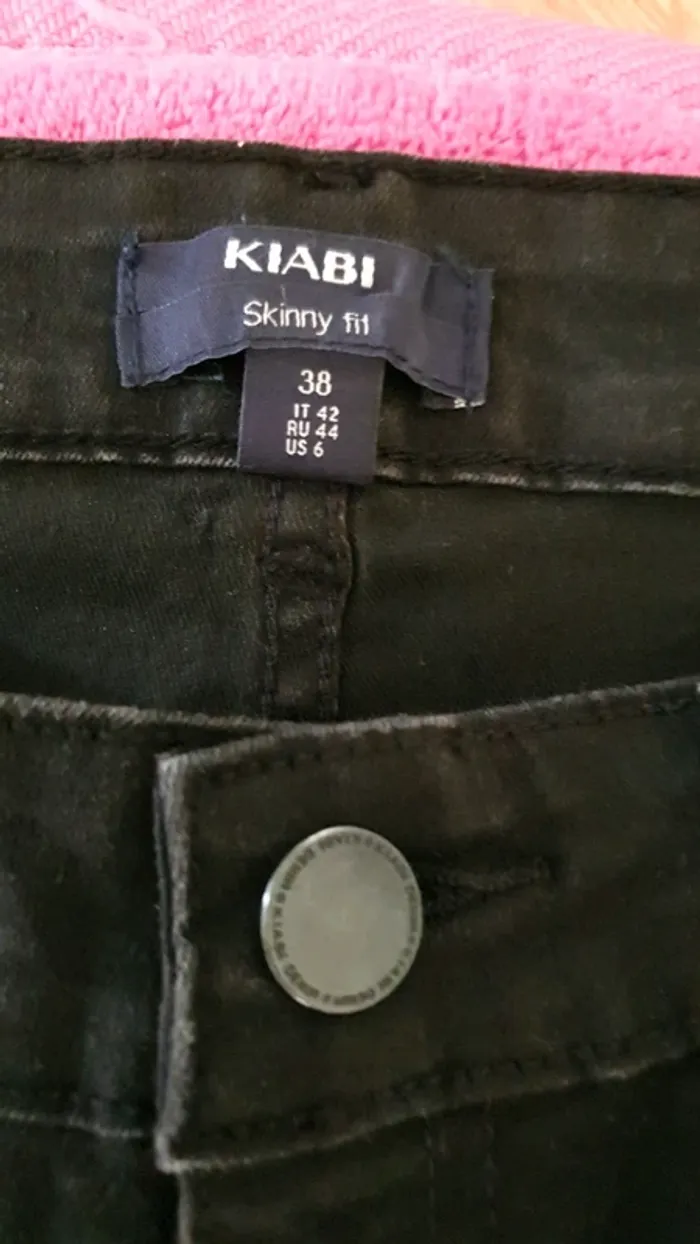 KIABI
Skinny fit
38
IT 42
RU 44
US 6